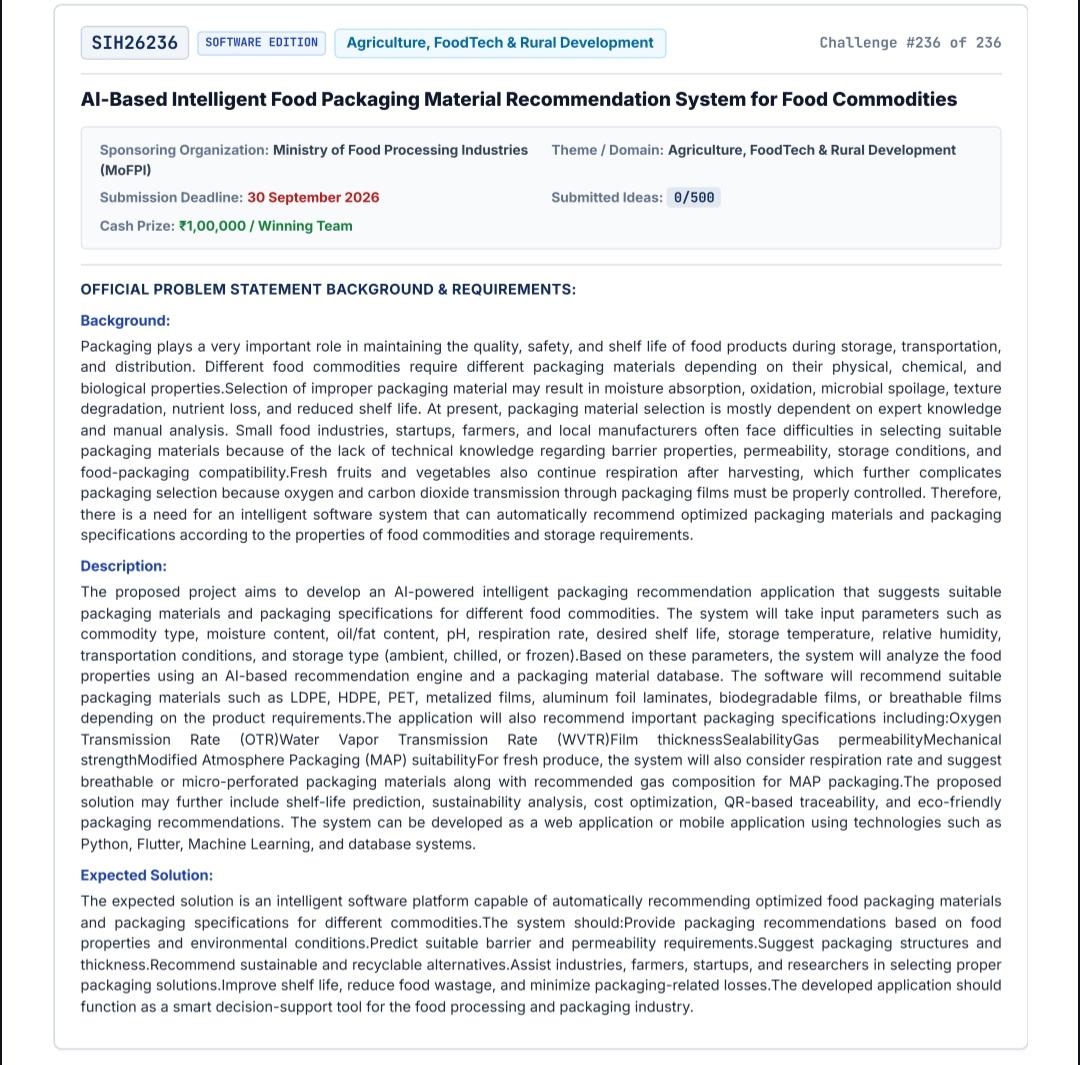 SIH26236 SOFTWARE EDITION Agriculture, FoodTech & Rural Development Challenge #236 of 236
AI-Based Intelligent Food Packaging Material Recommendation System for Food Commodities
Sponsoring Organization: Ministry of Food Processing Industries (MoFPI)
Theme / Domain: Agriculture, FoodTech & Rural Development
Submission Deadline: 30 September 2026
Submitted Ideas: 0/500
Cash Prize: ₹1,00,000 / Winning Team
OFFICIAL PROBLEM STATEMENT BACKGROUND & REQUIREMENTS:
Background:
Packaging plays a very important role in maintaining the quality, safety, and shelf life of food products during storage, transportation,
and distribution. Different food commodities require different packaging materials depending on their physical, chemical, and
biological properties.Selection of improper packaging material may result in moisture absorption, oxidation, microbial spoilage, texture
degradation, nutrient loss, and reduced shelf life. At present, packaging material selection is mostly dependent on expert knowledge
and manual analysis. Small food industries, startups, farmers, and local manufacturers often face difficulties in selecting suitable
packaging materials because of the lack of technical knowledge regarding barrier properties, permeability, storage conditions, and
food-packaging compatibility.Fresh fruits and vegetables also continue respiration after harvesting, which further complicates
packaging selection because oxygen and carbon dioxide transmission through packaging films must be properly controlled. Therefore,
there is a need for an intelligent software system that can automatically recommend optimized packaging materials and packaging
specifications according to the properties of food commodities and storage requirements.
Description:
The proposed project aims to develop an AI-powered intelligent packaging recommendation application that suggests suitable
packaging materials and packaging specifications for different food commodities. The system will take input parameters such as
commodity type, moisture content, oil/fat content, pH, respiration rate, desired shelf life, storage temperature, relative humidity,
transportation conditions, and storage type (ambient, chilled, or frozen).Based on these parameters, the system will analyze the food
properties using an AI-based recommendation engine and a packaging material database. The software will recommend suitable
packaging materials such as LDPE, HDPE, PET, metalized films, aluminum foil laminates, biodegradable films, or breathable films
depending on the product requirements.The application will also recommend important packaging specifications including:Oxygen
Transmission Rate (OTR)Water Vapor Transmission Rate (WVTR)Film thicknessSealabilityGas permeabilityMechanical
strengthModified Atmosphere Packaging (MAP) suitabilityFor fresh produce, the system will also consider respiration rate and suggest
breathable or micro-perforated packaging materials along with recommended gas composition for MAP packaging.The proposed
solution may further include shelf-life prediction, sustainability analysis, cost optimization, QR-based traceability, and eco-friendly
packaging recommendations. The system can be developed as a web application or mobile application using technologies such as
Python, Flutter, Machine Learning, and database systems.
Expected Solution:
The expected solution is an intelligent software platform capable of automatically recommending optimized food packaging materials
and packaging specifications for different commodities.The system should:Provide packaging recommendations based on food
properties and environmental conditions.Predict suitable barrier and permeability requirements.Suggest packaging structures and
thickness.Recommend sustainable and recyclable alternatives.Assist industries, farmers, startups, and researchers in selecting proper
packaging solutions.Improve shelf life, reduce food wastage, and minimize packaging-related losses.The developed application should
function as a smart decision-support tool for the food processing and packaging industry.